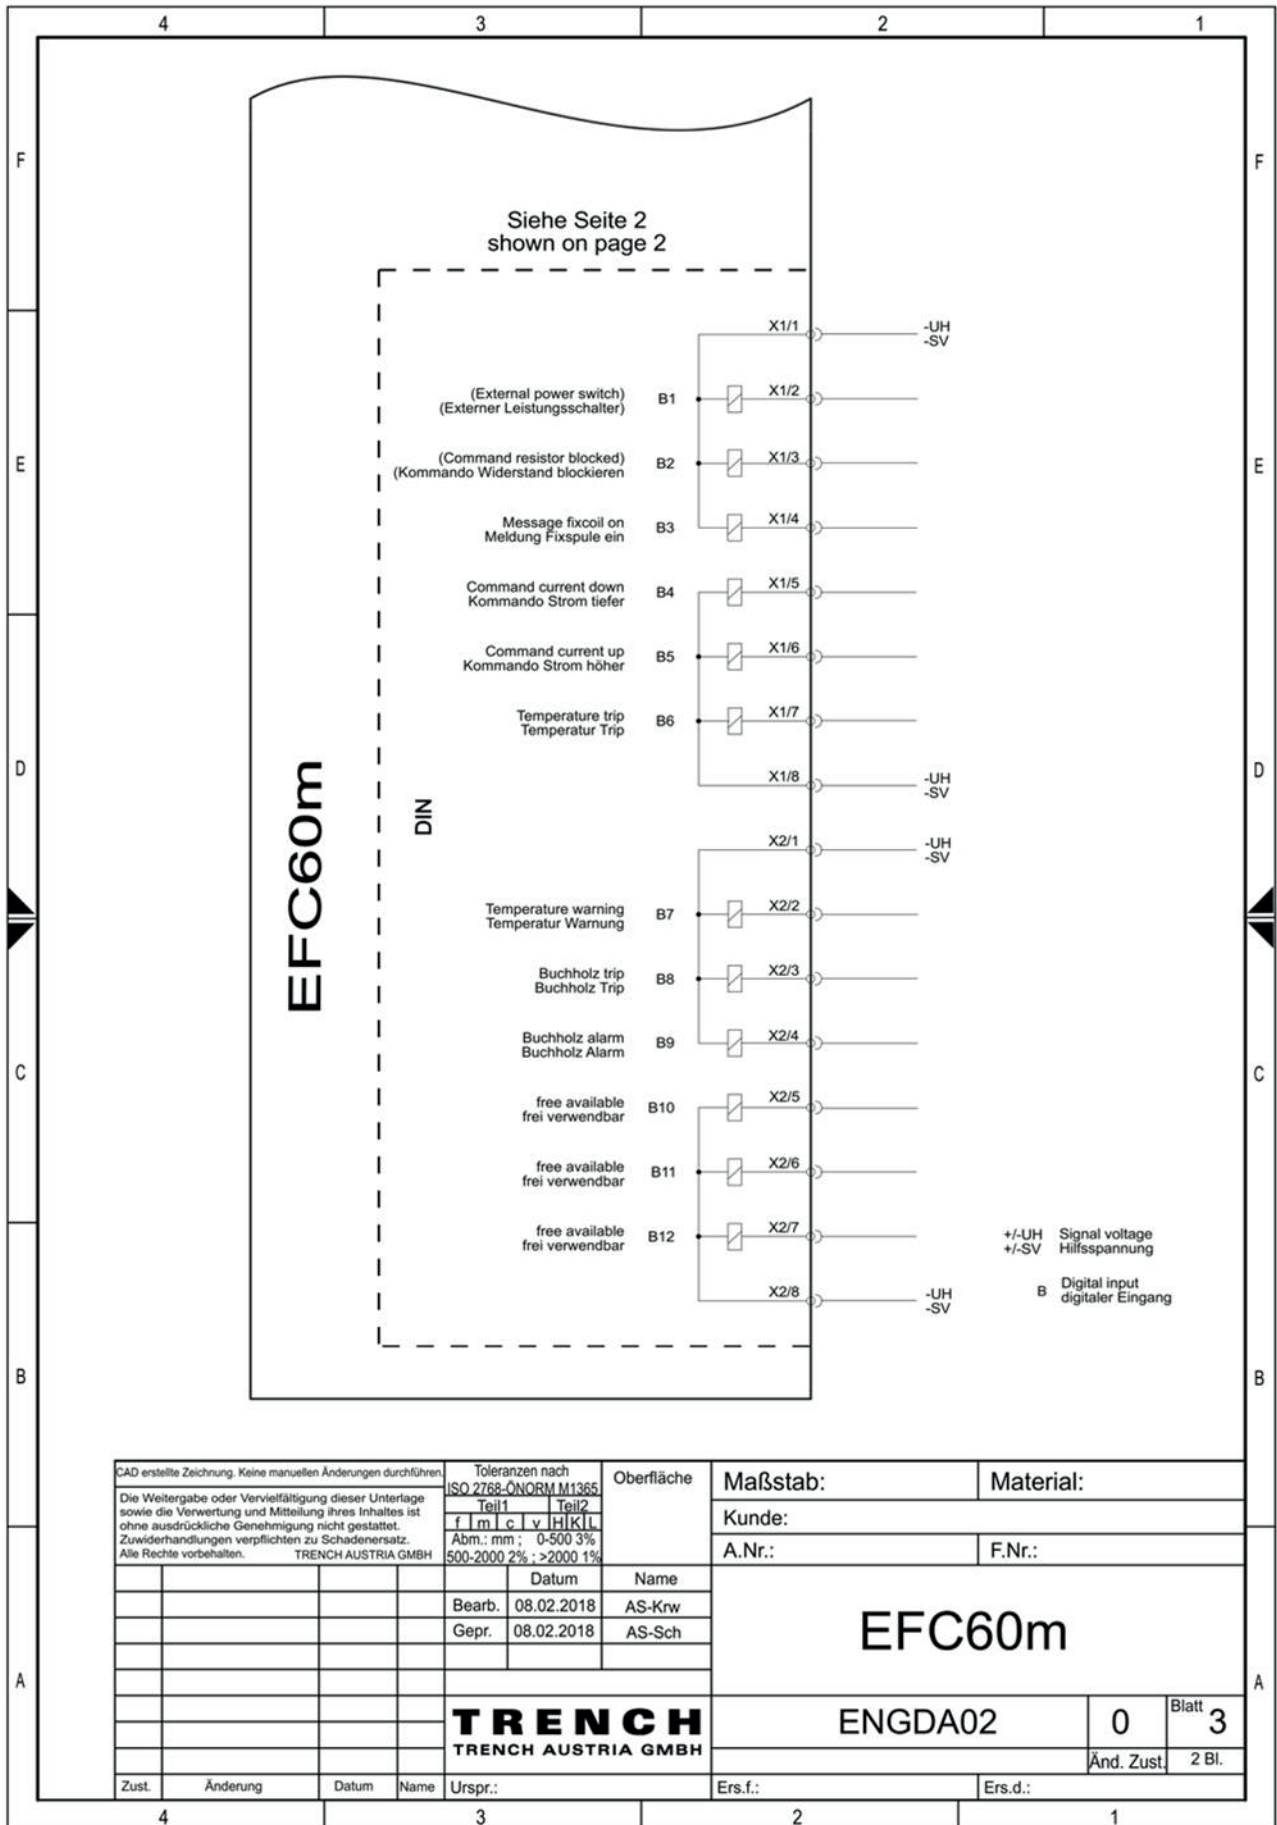 4 3 2 1
F F
Siehe Seite 2
shown on page 2
X1/1 -UH
-SV
(External power switch)
(Externer Leistungsschalter) B1 X1/2
(Command resistor blocked)
(Kommando Widerstand blockieren B2 X1/3
E E
Message fixcoil on
Meldung Fixspule ein B3 X1/4
Command current down
Kommando Strom tiefer B4 X1/5
Command current up
Kommando Strom höher B5 X1/6
Temperature trip
Temperatur Trip B6 X1/7
D D
X1/8 -UH
-SV
EFC60m
DIN
X2/1 -UH
-SV
Temperature warning
Temperatur Warnung B7 X2/2
Buchholz trip
Buchholz Trip B8 X2/3
Buchholz alarm
Buchholz Alarm B9 X2/4
C C
free available
frei verwendbar B10 X2/5
free available
frei verwendbar B11 X2/6
free available
frei verwendbar B12 X2/7
+/-UH Signal voltage
+/-SV Hilfsspannung
X2/8 -UH
-SV
B Digital input
digitaler Eingang
B B
CAD erstellte Zeichnung. Keine manuellen Änderungen durchführen.
Die Weitergabe oder Vervielfältigung dieser Unterlage
sowie die Verwertung und Mitteilung ihres Inhaltes ist
ohne ausdrückliche Genehmigung nicht gestattet.
Zuwiderhandlungen verpflichten zu Schadenersatz.
Alle Rechte vorbehalten. TRENCH AUSTRIA GMBH
Toleranzen nach
ISO 2768-ÖNORM M1365
Teil1 Teil2
f m c v H K L
Abm.: mm ; 0-500 3%
500-2000 2% ; >2000 1%
Oberfläche
Maßstab: Material:
Kunde:
A.Nr.: F.Nr.:
Datum Name
Bearb. 08.02.2018 AS-Krw
Gepr. 08.02.2018 AS-Sch
EFC60m
A A
TRENCH
TRENCH AUSTRIA GMBH
ENGDA02 0 Blatt 3
Änd. Zust. 2 Bl.
Zust. Änderung Datum Name Urspr.: Ers.f.: Ers.d.:
4 3 2 1